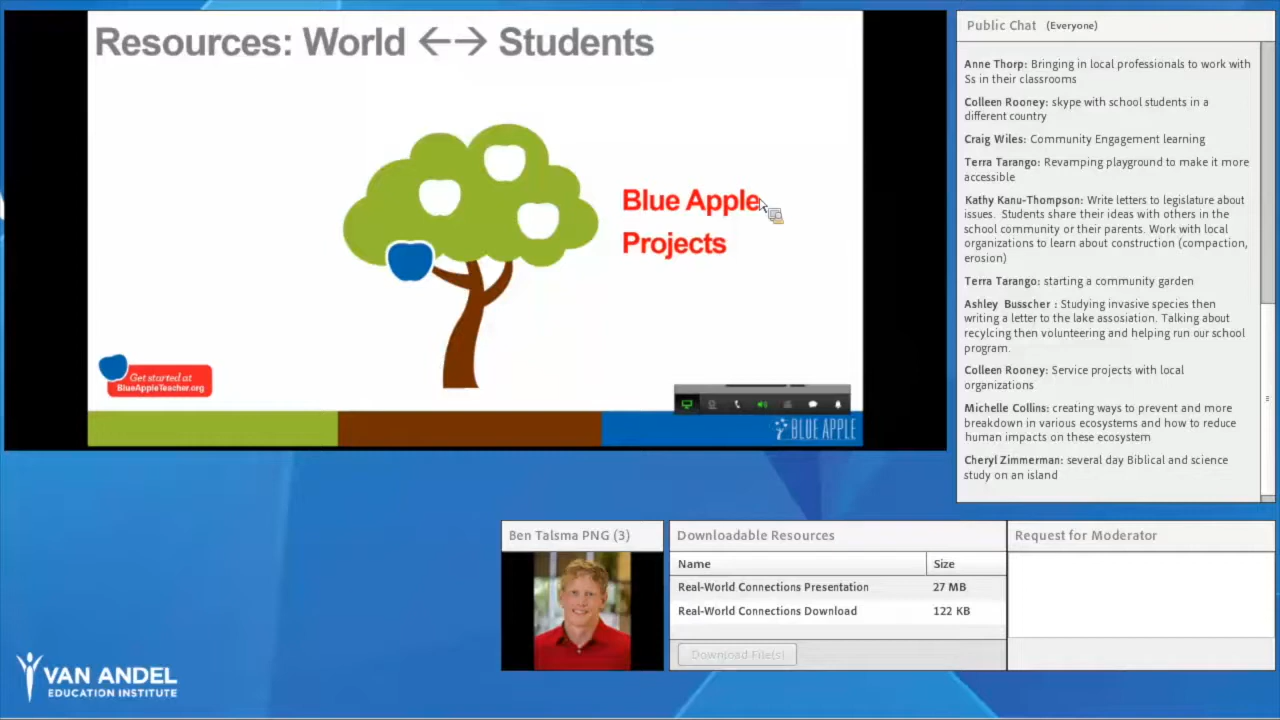 Resources: World ←→ Students
Blue Apple
Projects
Get started at
BlueAppleTeacher.org
BLUE APPLE
Public Chat (Everyone)
Anne Thorp: Bringing in local professionals to work with
Ss in their classrooms
Colleen Rooney: skype with school students in a
different country
Craig Wiles: Community Engagement learning
Terra Tarango: Revamping playground to make it more
accessible
Kathy Kanu-Thompson: Write letters to legislature about
issues. Students share their ideas with others in the
school community or their parents. Work with local
organizations to learn about construction (compaction,
erosion)
Terra Tarango: starting a community garden
Ashley Busscher : Studying invasive species then
writing a letter to the lake assosiation. Talking about
recylcing then volunteering and helping run our school
program.
Colleen Rooney: Service projects with local
organizations
Michelle Collins: creating ways to prevent and more
breakdown in various ecosystems and how to reduce
human impacts on these ecosystem
Cheryl Zimmerman: several day Biblical and science
study on an island
Ben Talsma PNG (3)
Downloadable Resources
Name Size
Real-World Connections Presentation 27 MB
Real-World Connections Download 122 KB
Download File(s)
Request for Moderator
VAN ANDEL
EDUCATION INSTITUTE